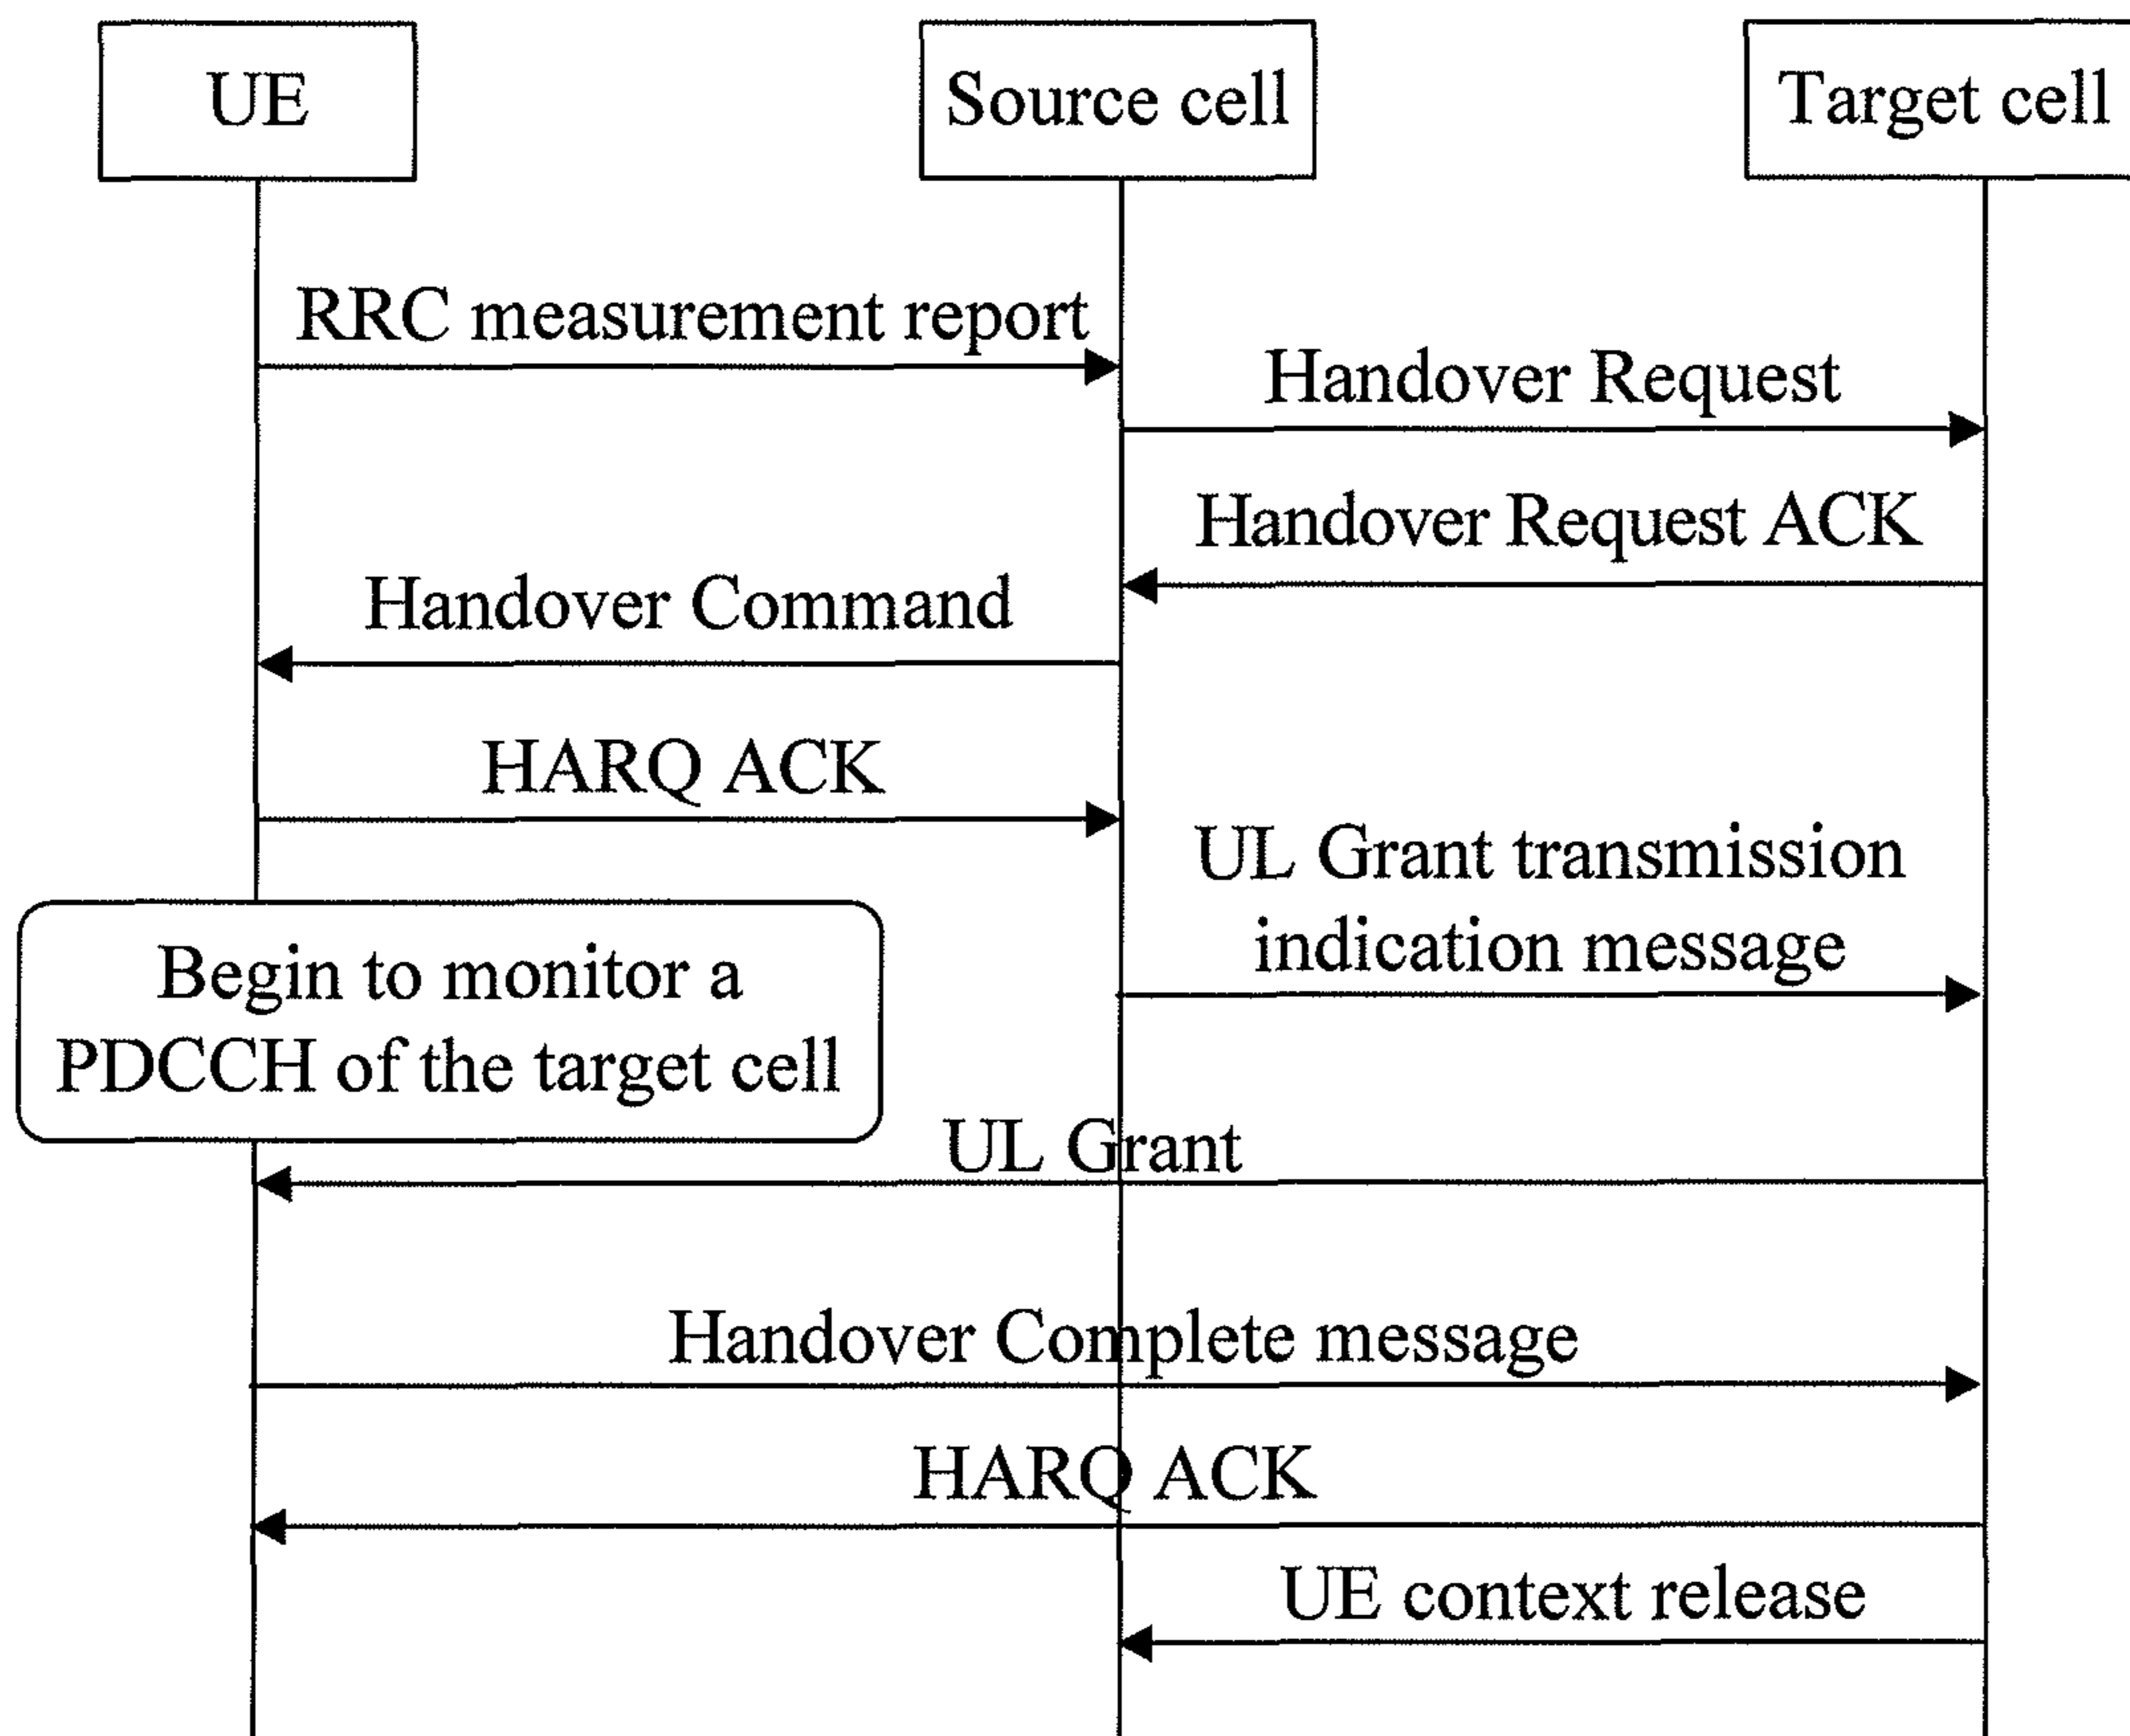 UE
Source cell
Target cell
RRC measurement report
Handover Request
Handover Request ACK
Handover Command
HARQ ACK
UL Grant transmission
indication message
Begin to monitor a
PDCCH of the target cell
UL Grant
Handover Complete message
HARQ ACK
UE context release